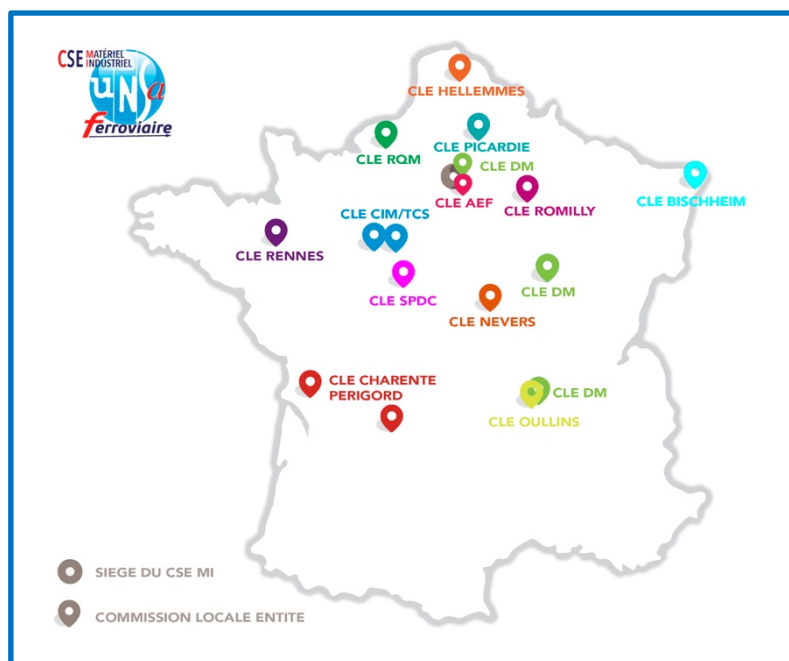 CSE MATÉRIEL
INDUSTRIEL
UNSa
ferroviaire
CLE HELLEMMES
CLE RQM
CLE PICARDIE
CLE DM
CLE AEF
CLE ROMILLY
CLE BISCHHEIM
CLE CIM/TCS
CLE RENNES
CLE SPDC
CLE DM
CLE NEVERS
CLE CHARENTE
PERIGORD
CLE DM
CLE OULLINS
SIEGE DU CSE MI
COMMISSION LOCALE ENTITE